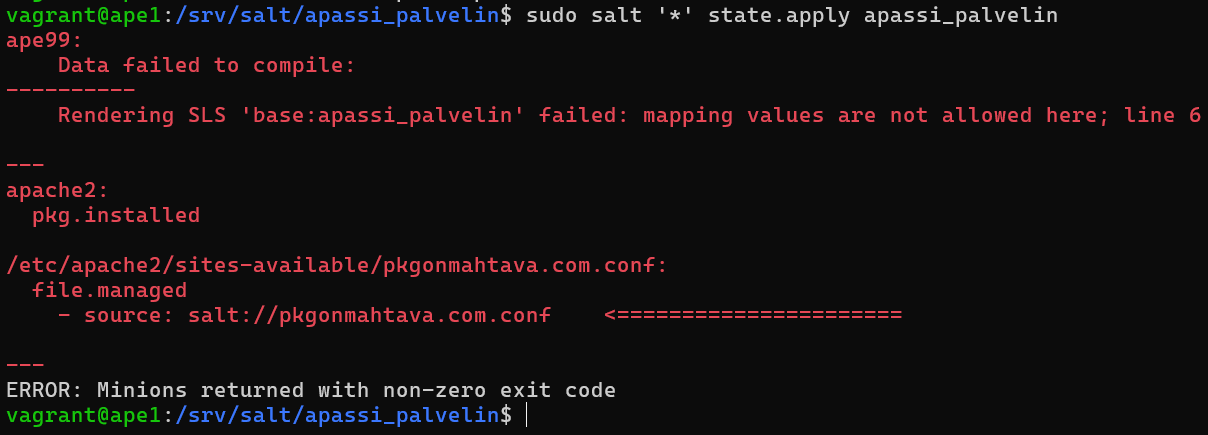 vagrant@ape1:/srv/salt/apassi_palvelin$ sudo salt '*' state.apply apassi_palvelin
ape99:
    Data failed to compile:
----------
    Rendering SLS 'base:apassi_palvelin' failed: mapping values are not allowed here; line 6

---
apache2:
  pkg.installed

/etc/apache2/sites-available/pkgonmahtava.com.conf:
  file.managed
    - source: salt://pkgonmahtava.com.conf    <======================

---
ERROR: Minions returned with non-zero exit code
vagrant@ape1:/srv/salt/apassi_palvelin$